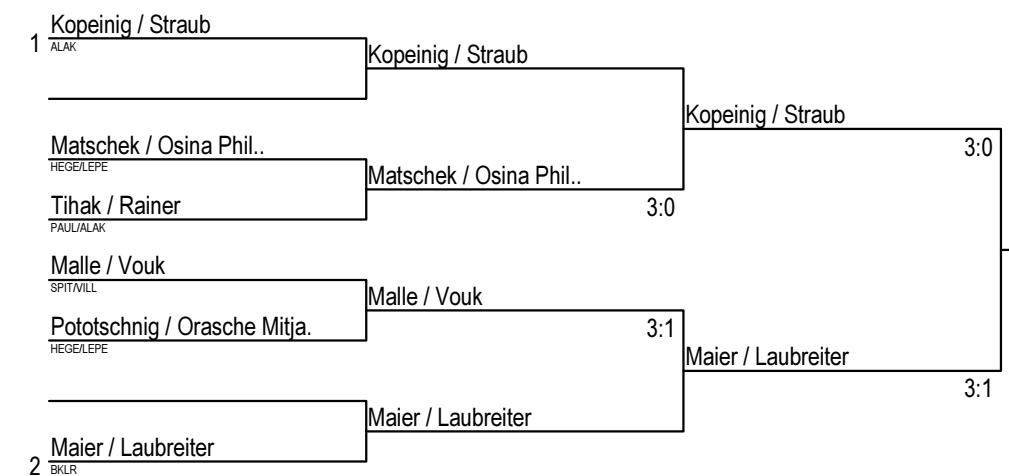 Kopeinig / Straub
1 ALAK
Kopeinig / Straub
Kopeinig / Straub
3:0
Matschek / Osina Phil..
HEGE/LEPE
Matschek / Osina Phil..
3:0
Tihak / Rainer
PAUL/ALAK
Malle / Vouk
SPIT/VILL
Malle / Vouk
3:1
Pototschnig / Orasche Mitja.
HEGE/LEPE
Maier / Laubreiter
3:1
Maier / Laubreiter
Maier / Laubreiter
2 BKLR